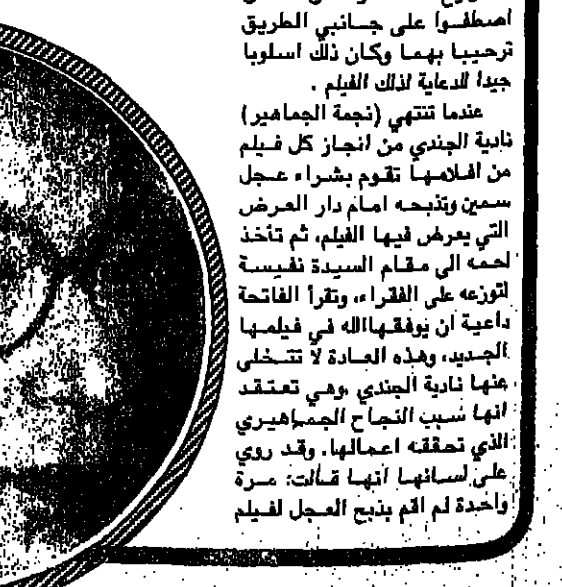 اصطفوا على جانبي الطريق
ترحيبا بهما وكان ذلك اسلوبا
جيدا للدعاية لذلك الفيلم .
عندما تنتهي (نجمة الجماهير)
نادية الجندي من انجاز كل فيلم
من افلامها تقوم بشراء عجل
سمين وتذبحه امام دار العرض
التي يعرض فيها الفيلم، ثم تأخذ
لحمه الى مقام السيدة نفيسة
لتوزعه على الفقراء، وتقرأ الفاتحة
داعية ان يوفقها الله في فيلمها
الجديد، وهذه العادة لا تتخلى
عنها نادية الجندي وهي تعتقد
انها سبب النجاح الجماهيري
الذي تحققه اعمالها. وقد روي
على لسانها انها قالت: مرة
واحدة لم اقم بذبح العجل لفيلم